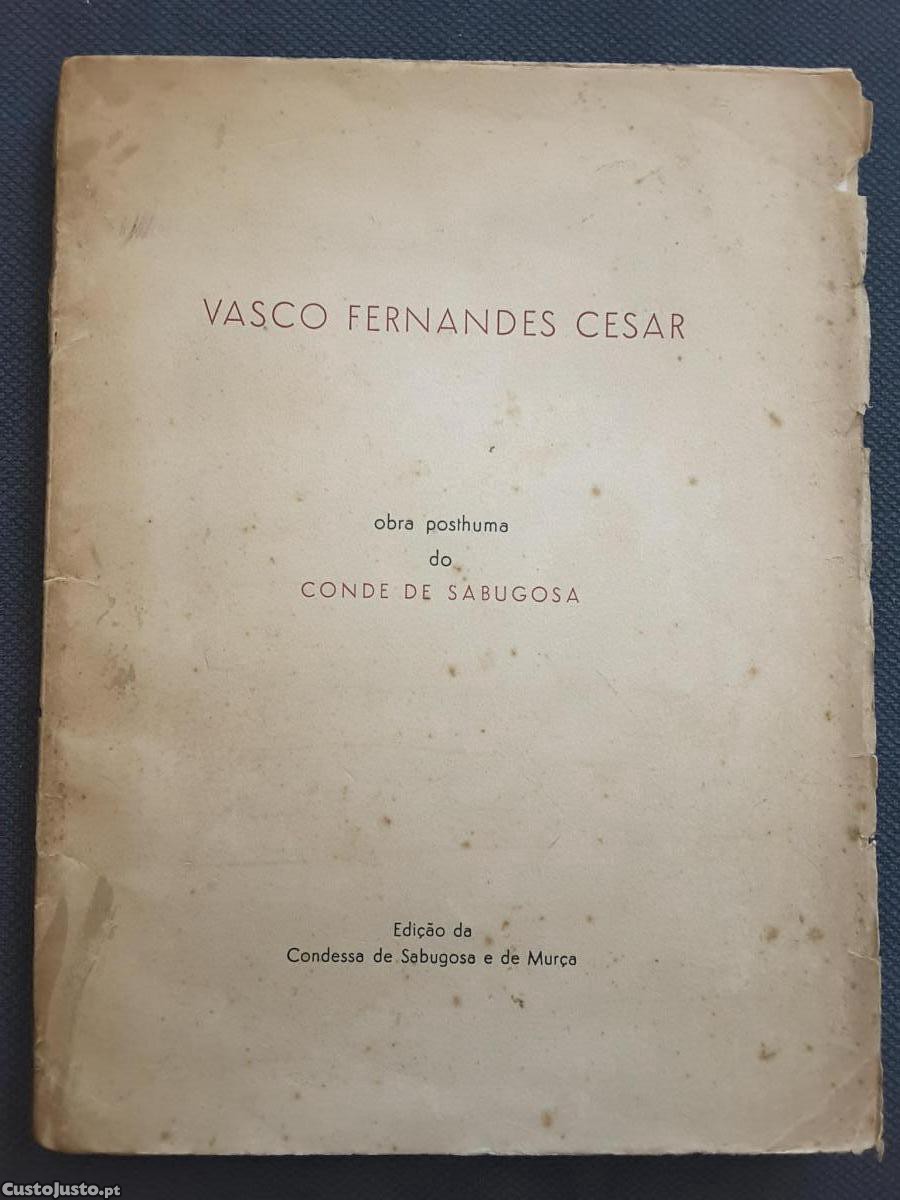 VASCO FERNANDES CESAR
obra posthuma
do
CONDE DE SABUGOSA
Edição da
Condessa de Sabugosa e de Murça
CustoJusto.pt